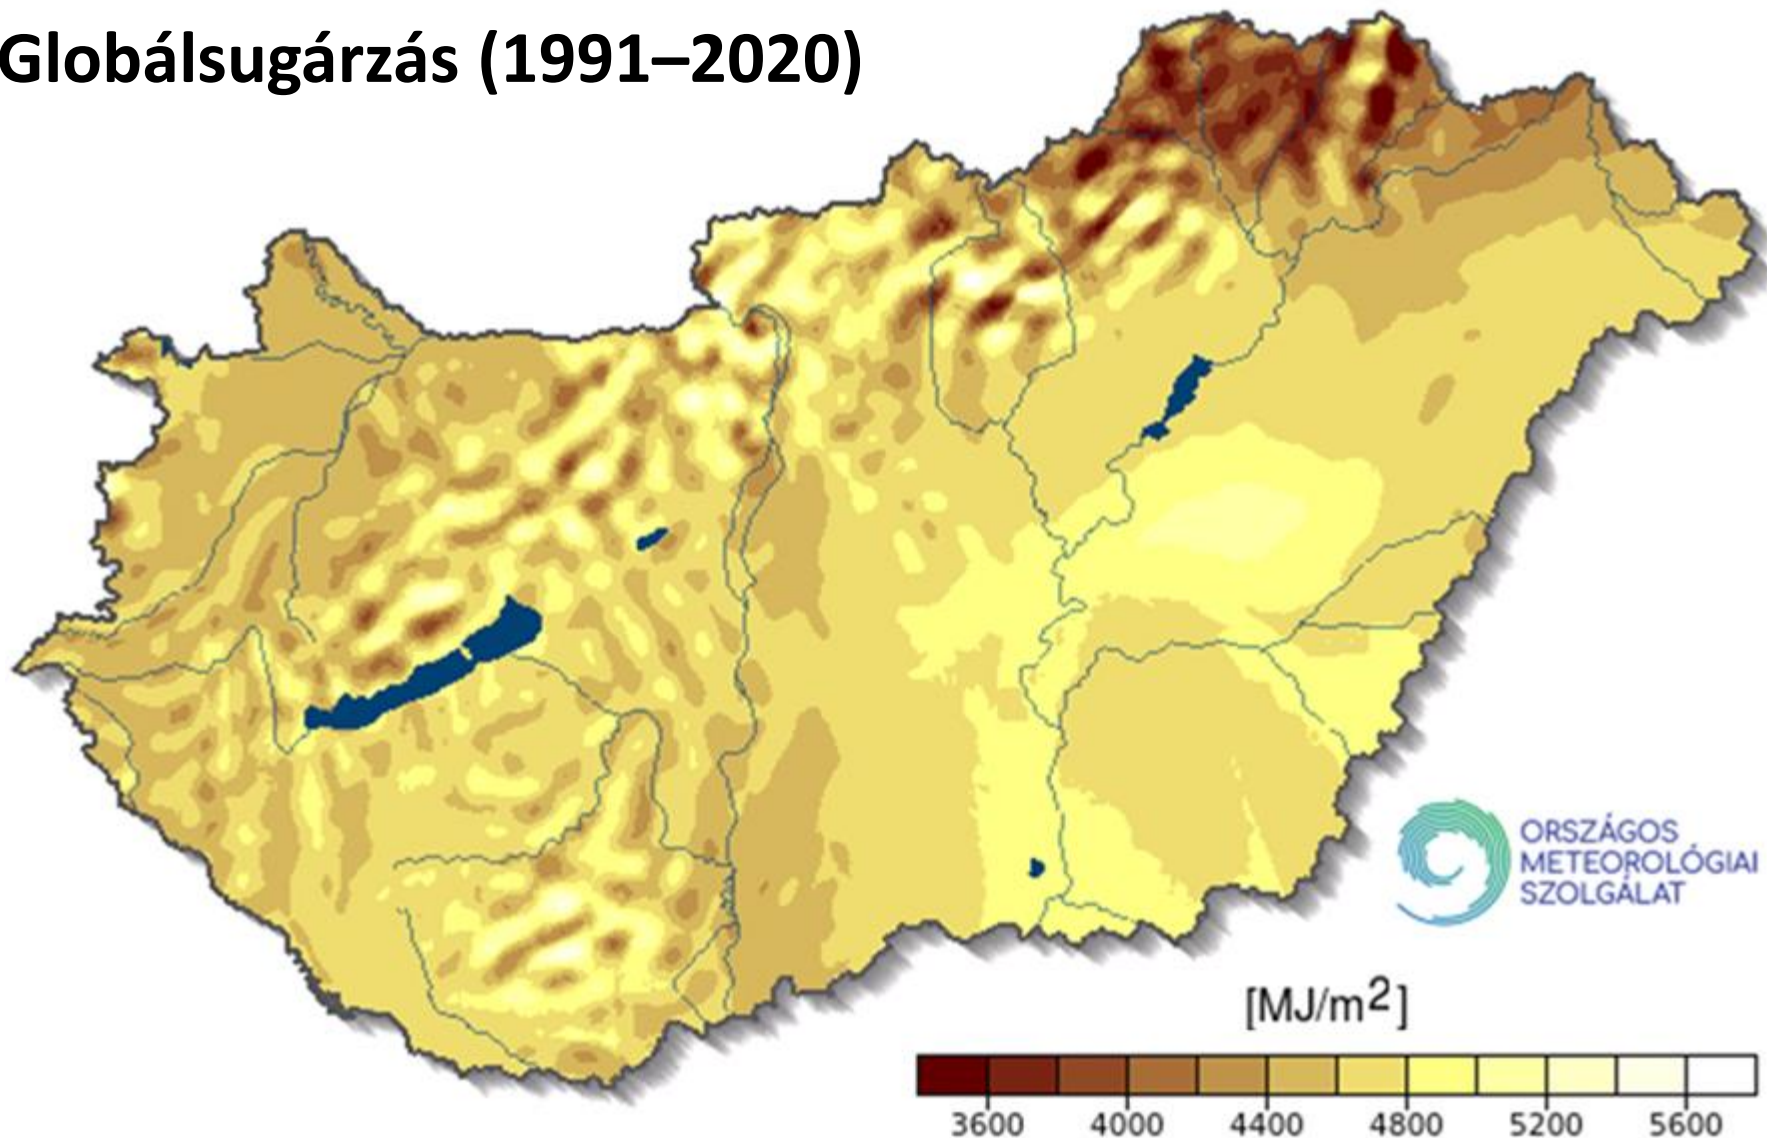 Globálsugárzás (1991–2020)
ORSZÁGOS
METEOROLÓGIAI
SZOLGÁLAT
[MJ/m²]
3600 4000 4400 4800 5200 5600